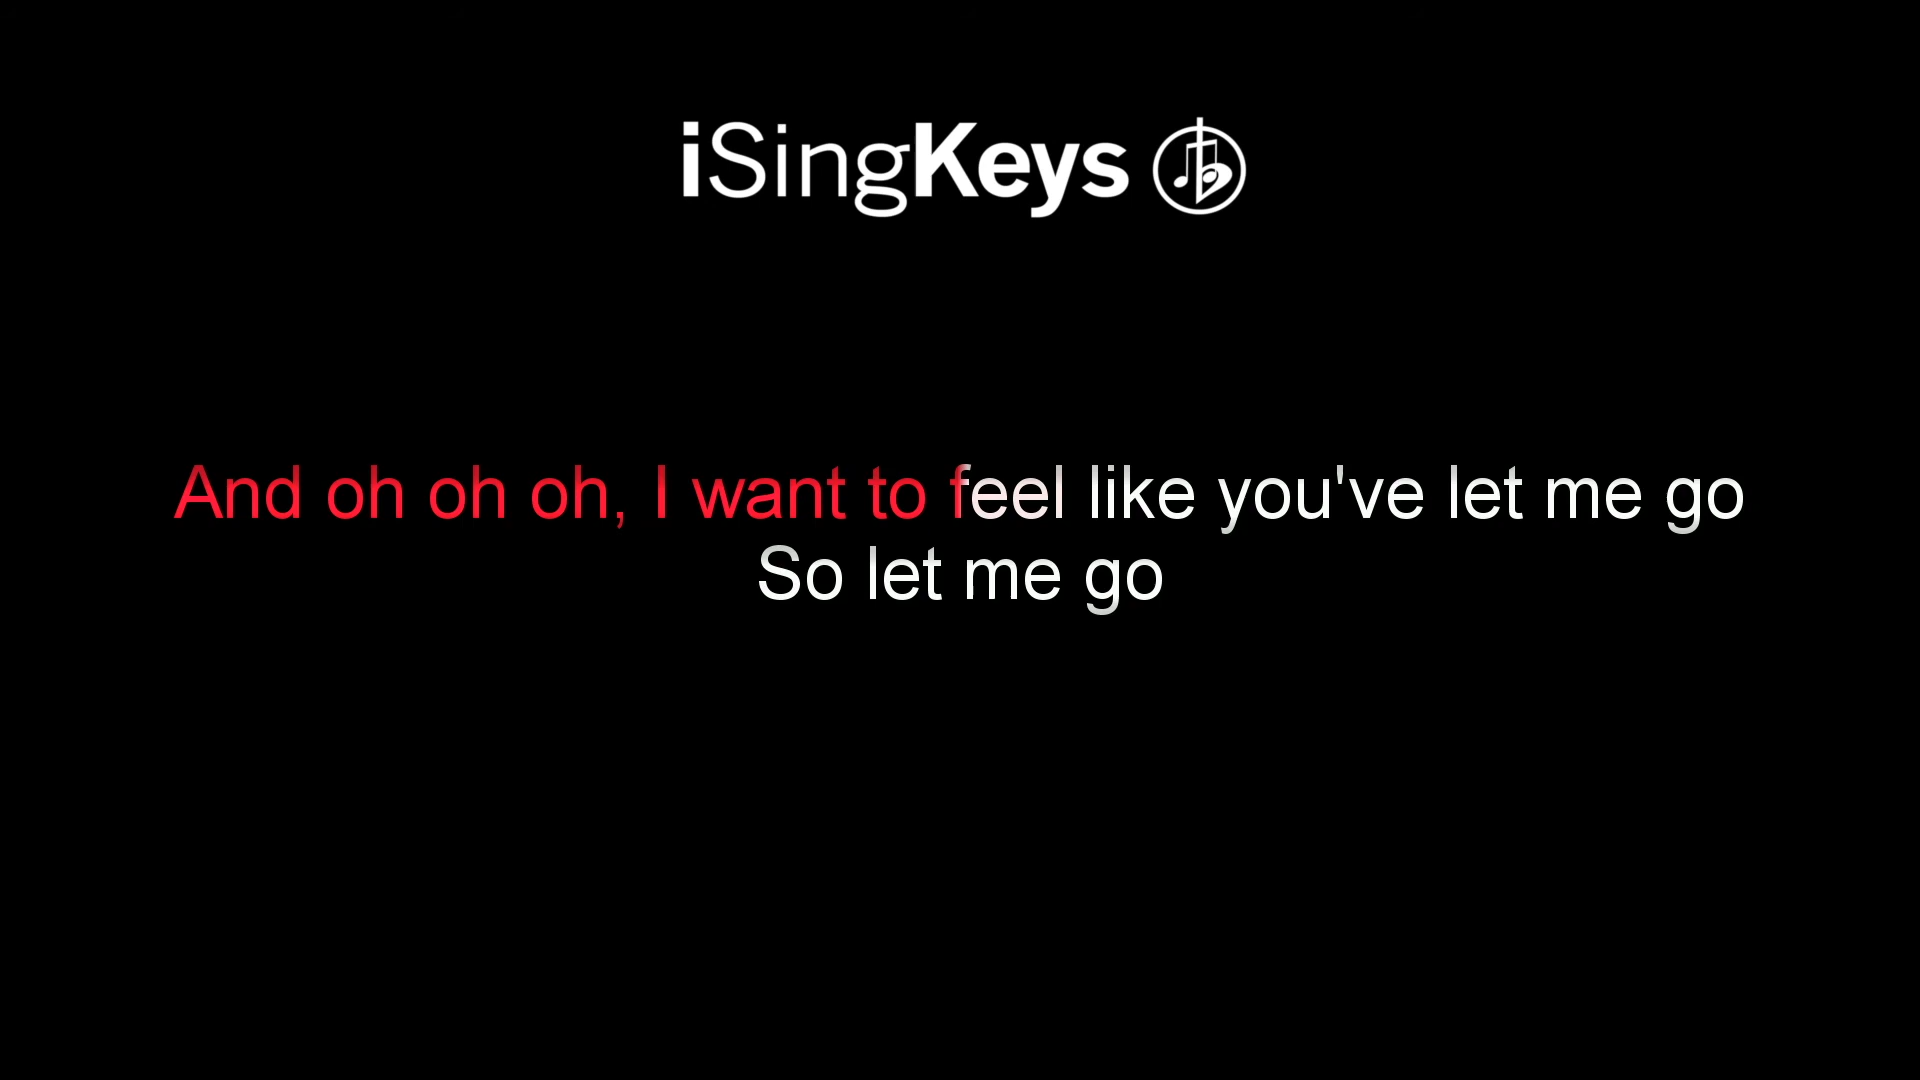 iSingKeys
And oh oh oh, I want to feel like you've let me go
So let me go